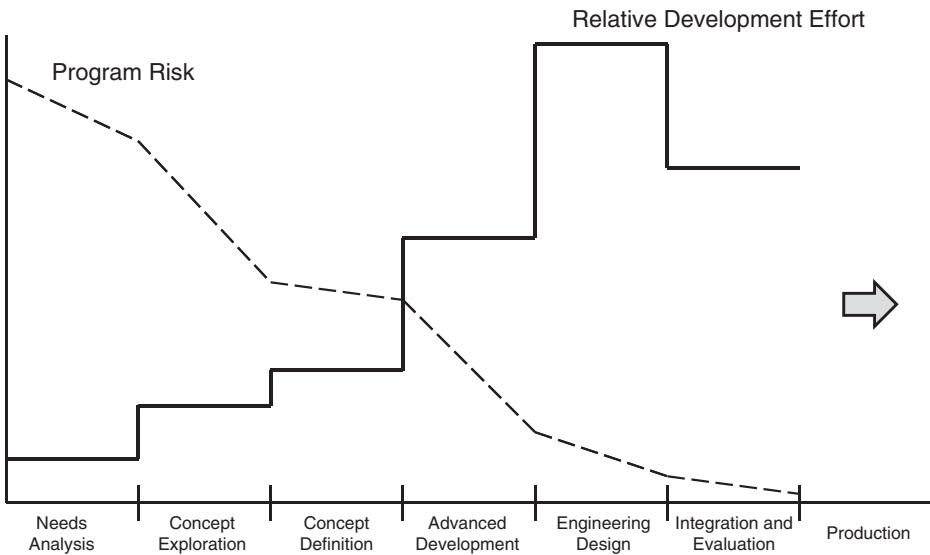 Relative Development Effort
Program Risk
Needs
Analysis
Concept
Exploration
Concept
Definition
Advanced
Development
Engineering
Design
Integration and
Evaluation
Production